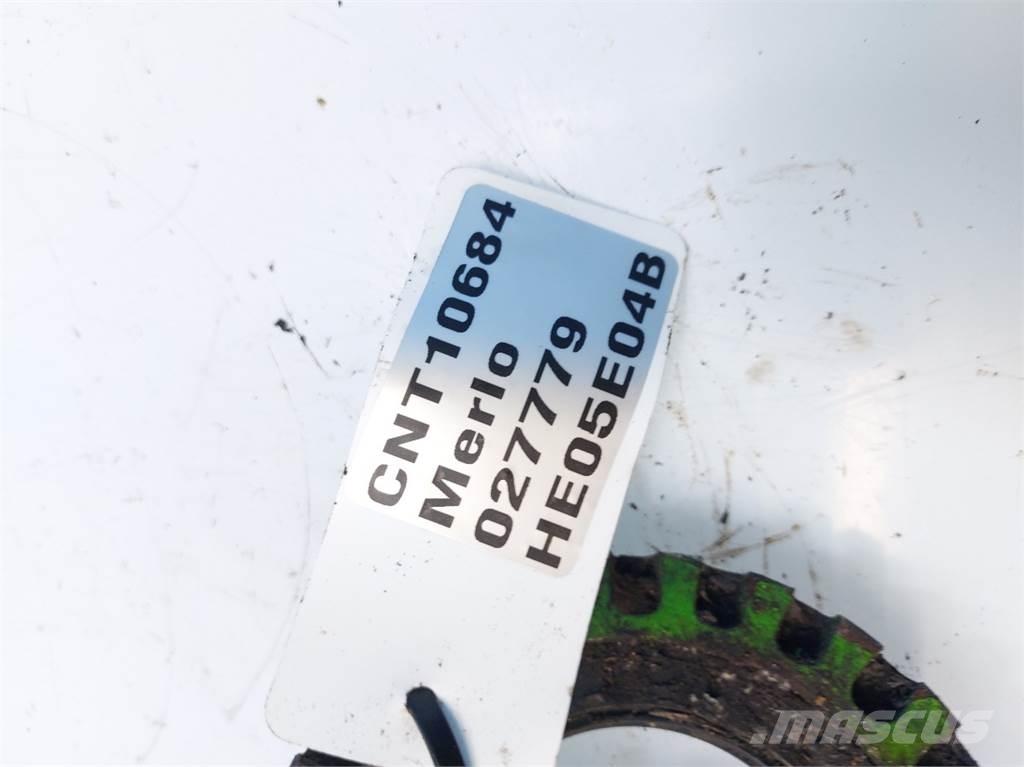 CNT10684
Merlo
027779
HE05E04B
MASCUS